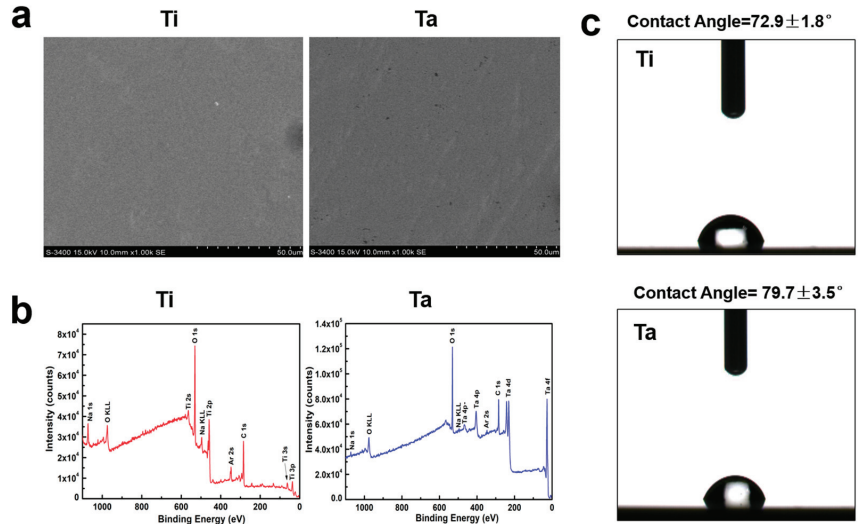 a
Ti
Ta
S-3400 15.0kV 10.0mm x1.00k SE
50.0um
S-3400 15.0kV 10.0mm x1.00k SE
50.0um
b
Ti
Intensity (counts)
8x10⁴
7x10⁴
6x10⁴
5x10⁴
4x10⁴
3x10⁴
2x10⁴
1x10⁴
0
Na 1s
O KLL
Ti 2s
O 1s
Na KLL
Ti 2p
Ar 2s
C 1s
Ti 3s
Ti 3p
1000 800 600 400 200 0
Binding Energy (eV)
Ta
Intensity (counts)
1.4x10⁵
1.2x10⁵
1.0x10⁵
8.0x10⁴
6.0x10⁴
4.0x10⁴
2.0x10⁴
0.0
Na 1s
O KLL
O 1s
Na KLL
Ta 4p-
Ta 4p
Ar 2s
C 1s
Ta 4d
Ta 4f
1000 800 600 400 200 0
Binding Energy (eV)
c
Contact Angle=72.9±1.8°
Ti
Contact Angle= 79.7±3.5°
Ta